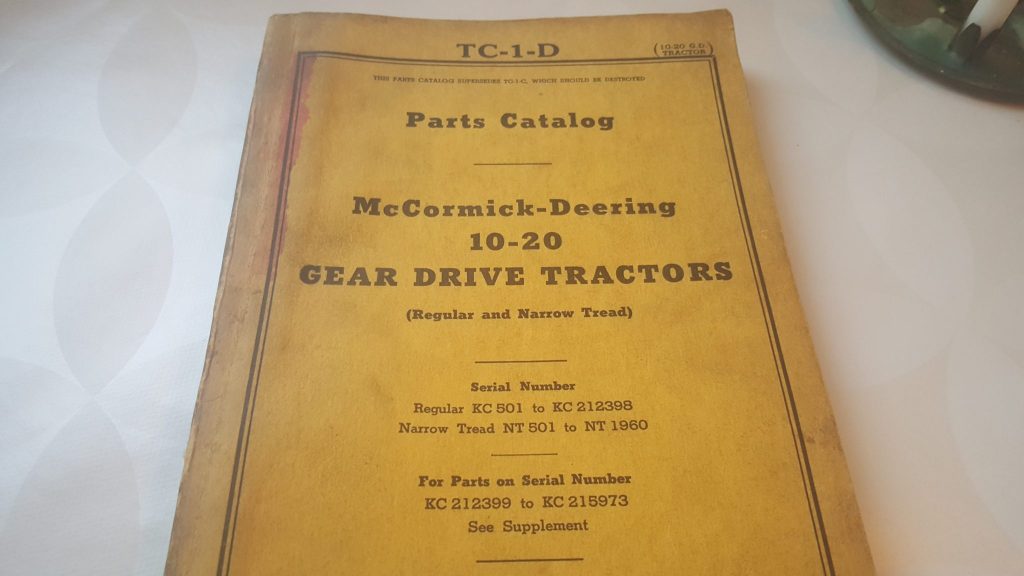 TC-1-D
(10-20 G.D. TRACTOR)
THIS PARTS CATALOG SUPERSEDES TC-1-C, WHICH SHOULD BE DESTROYED
Parts Catalog
McCormick-Deering
10-20
GEAR DRIVE TRACTORS
(Regular and Narrow Tread)
Serial Number
Regular KC 501 to KC 212398
Narrow Tread NT 501 to NT 1960
For Parts on Serial Number
KC 212399 to KC 215973
See Supplement